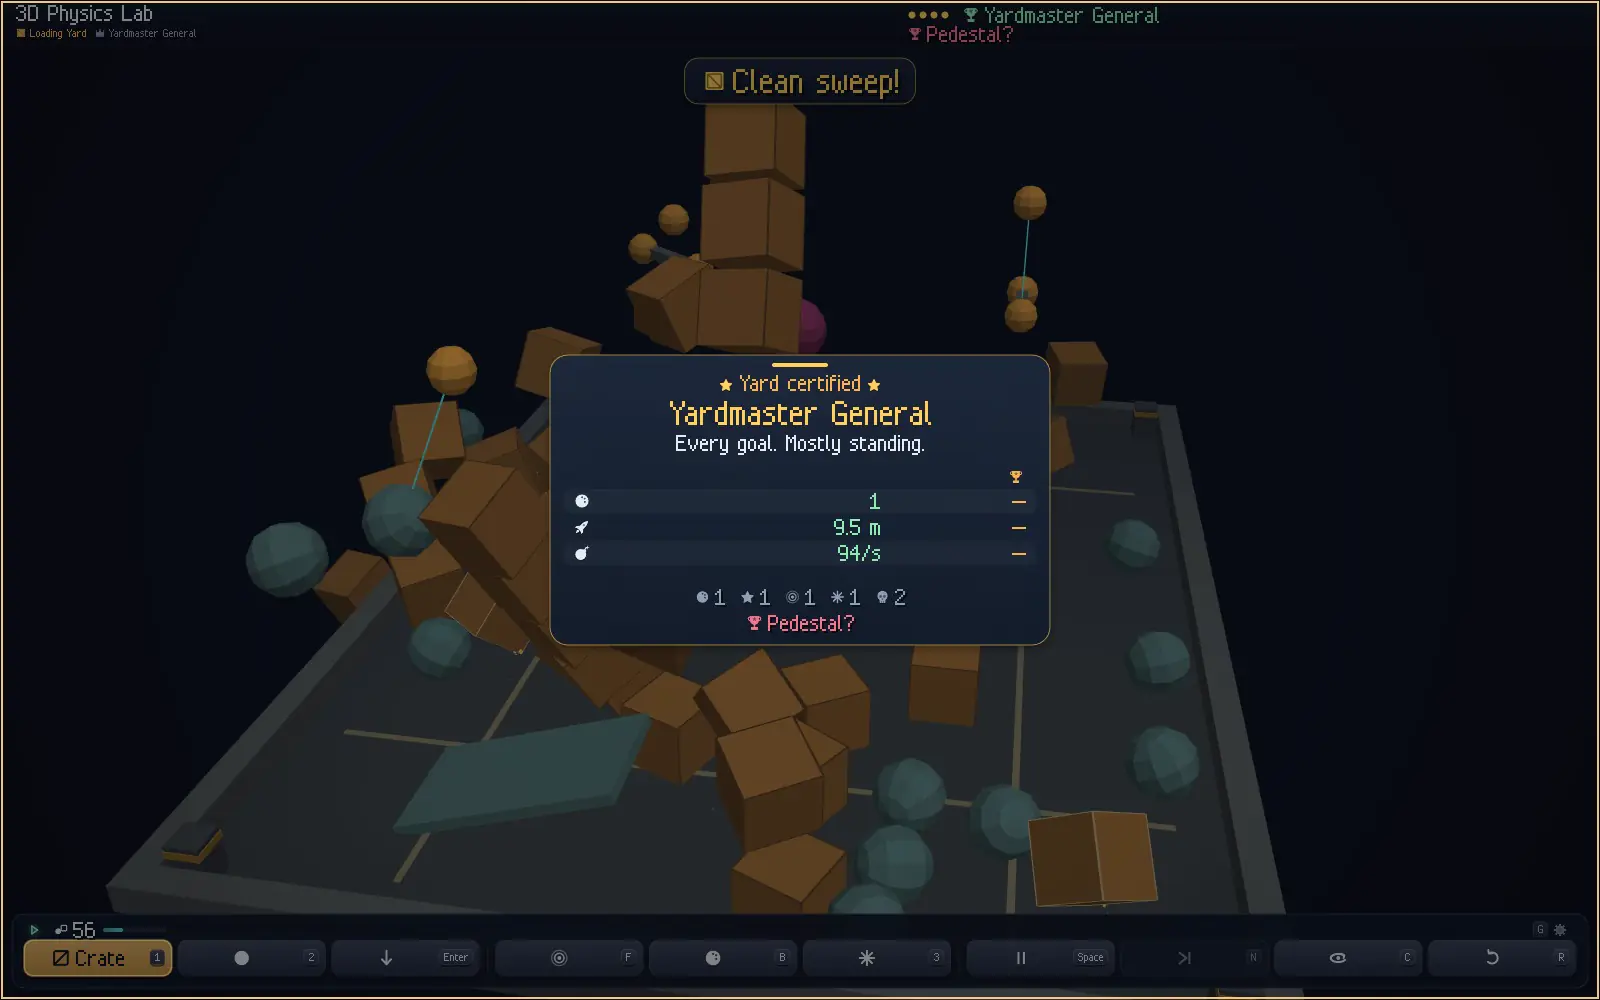 3D Physics Lab
Loading Yard Yardmaster General
Yardmaster General
Pedestal?
Clean sweep!
Yard certified
Yardmaster General
Every goal. Mostly standing.
1 —
9.5 m —
94/s —
1 1 1 1 2
Pedestal?
56 G
Crate 1 2 Enter F B 3 Space N C R